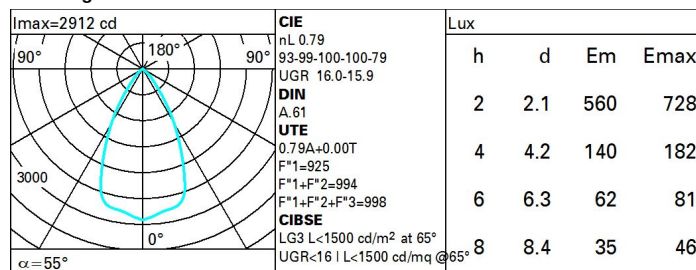 Imax=2912 cd
90°
180°
90°
3000
0°
α=55°
CIE
nL 0.79
93-99-100-100-79
UGR 16.0-15.9
DIN
A.61
UTE
0.79A+0.00T
F"1=925
F"1+F"2=994
F"1+F"2+F"3=998
CIBSE
LG3 L<1500 cd/m² at 65°
UGR<16 | L<1500 cd/mq @65°
Lux
h d Em Emax
2 2.1 560 728
4 4.2 140 182
6 6.3 62 81
8 8.4 35 46